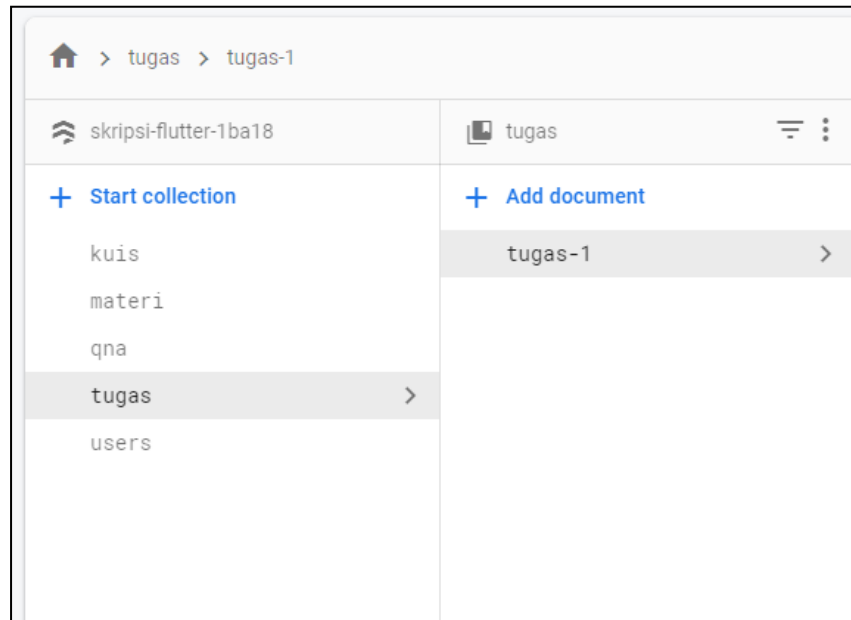 tugas > tugas-1
skripsi-flutter-1ba18
tugas
+ Start collection
kuis
materi
qna
tugas
users
+ Add document
tugas-1